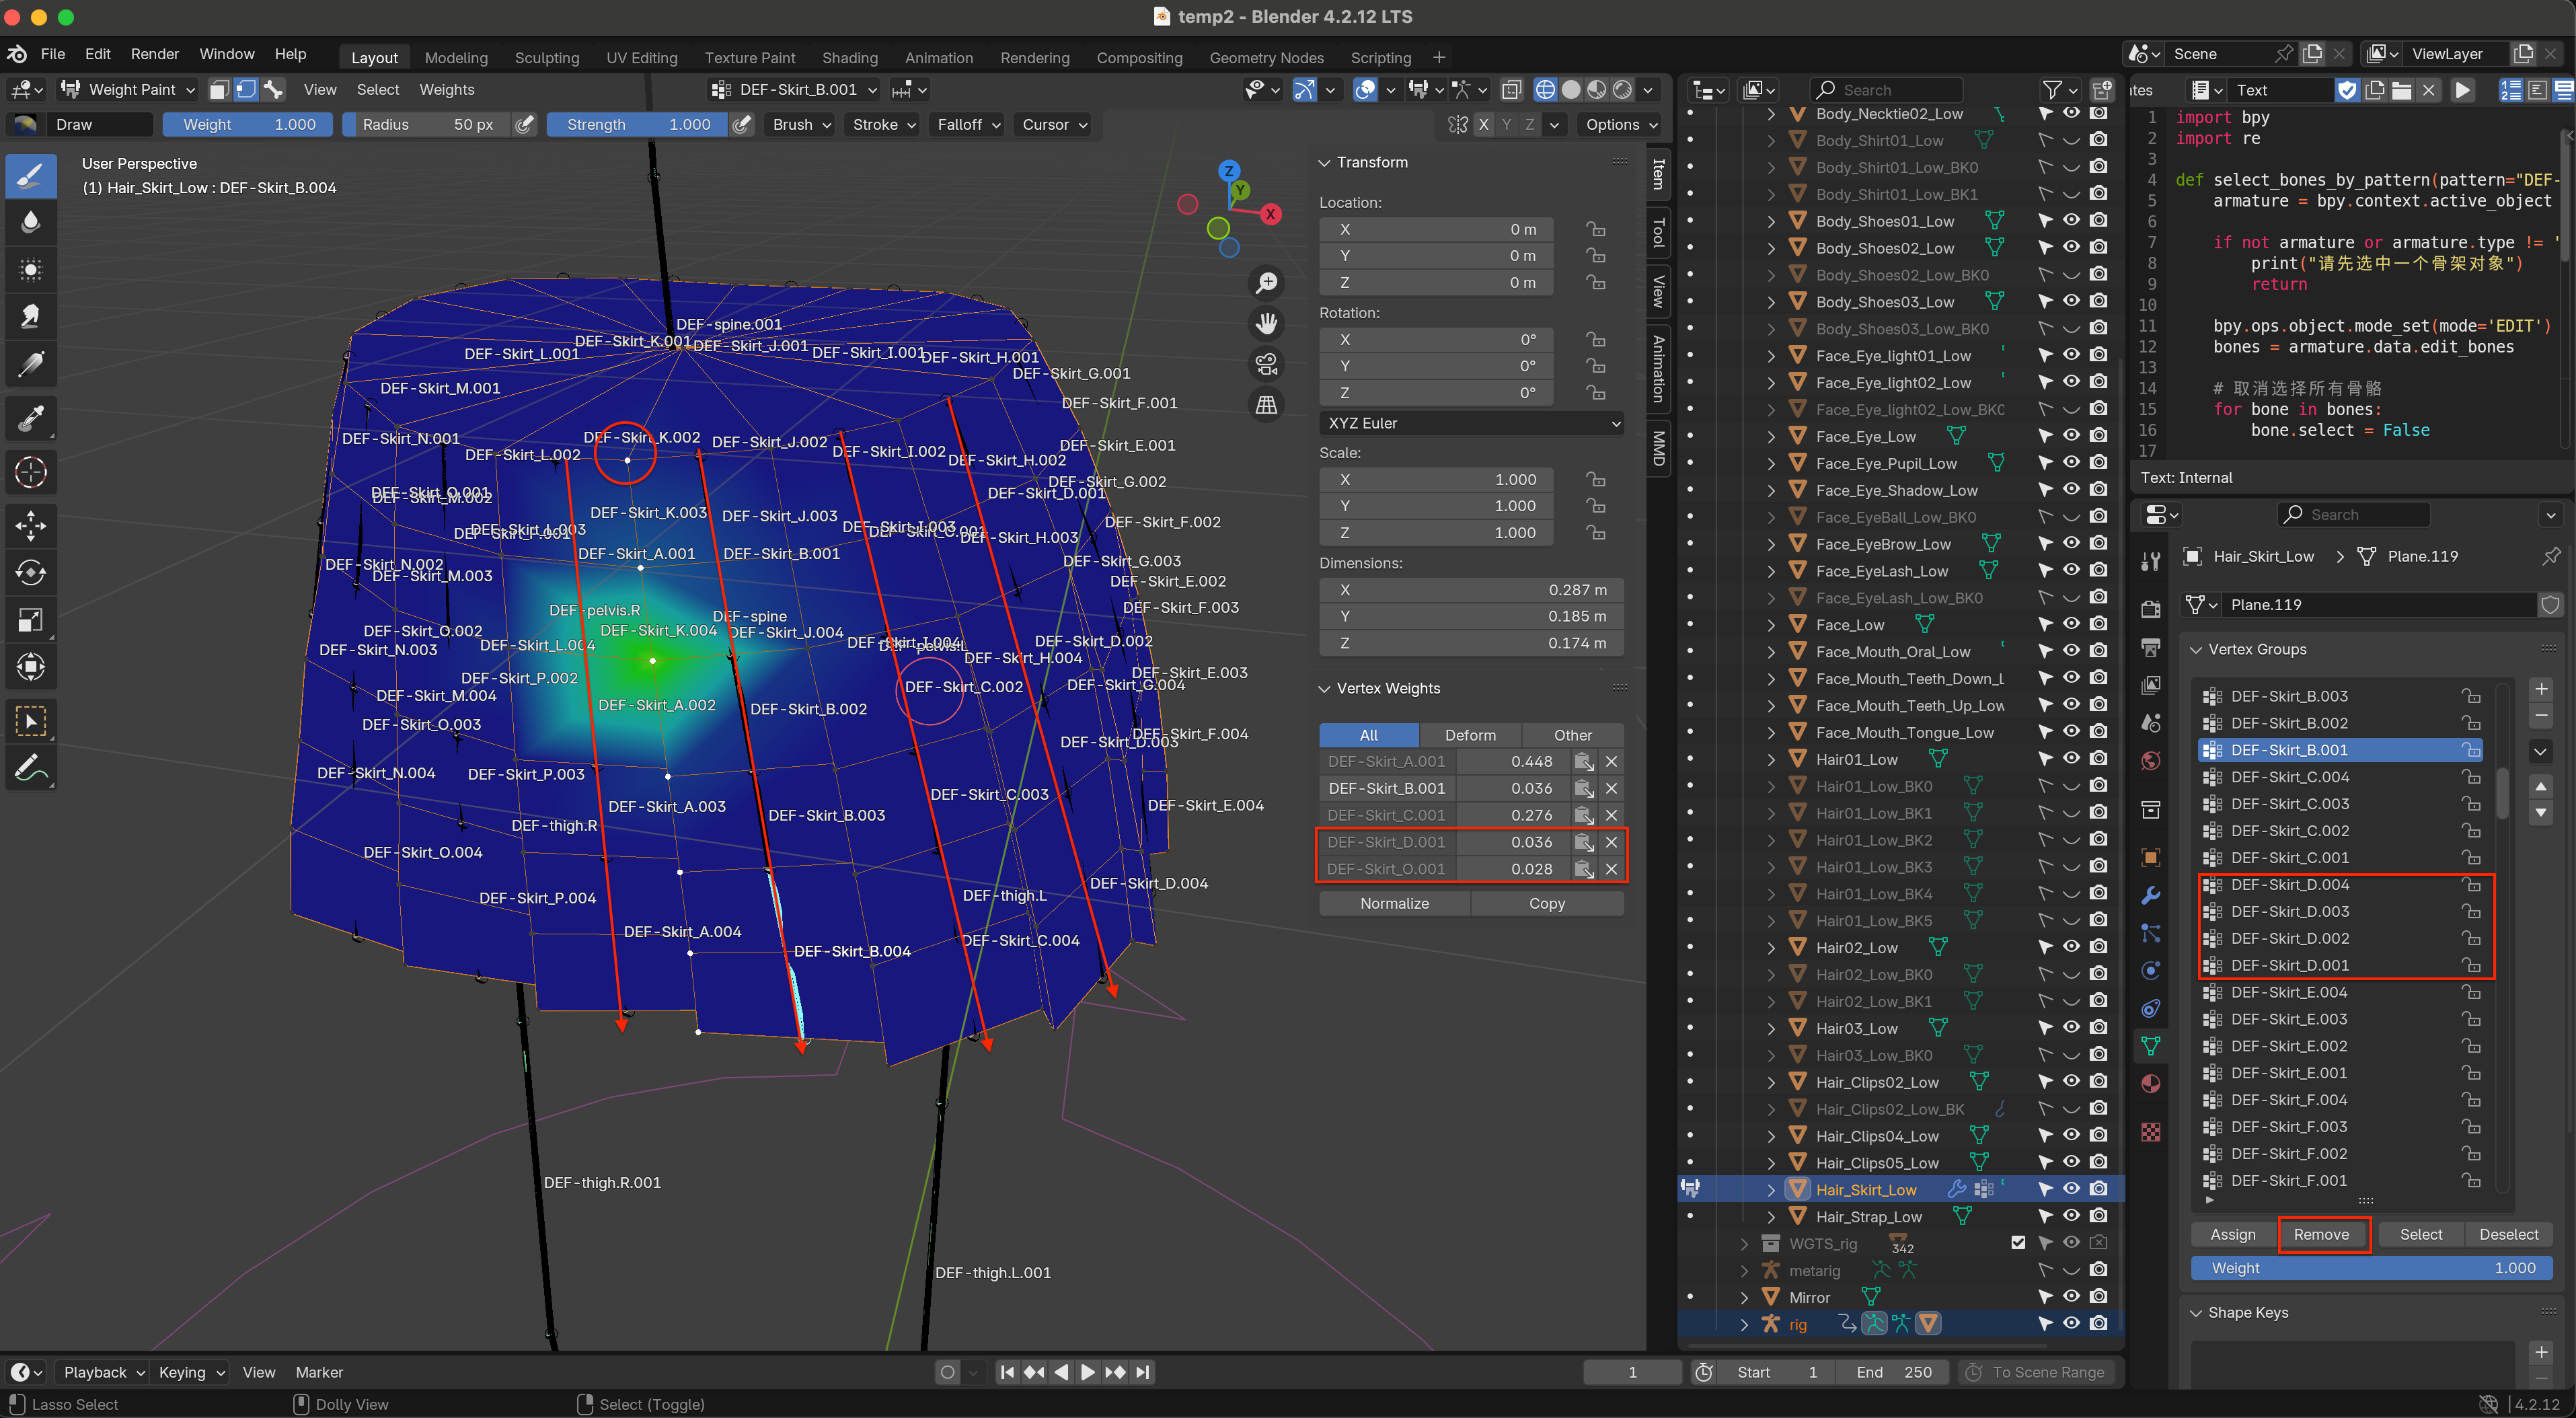 temp2 - Blender 4.2.12 LTS
File Edit Render Window Help Layout Modeling Sculpting UV Editing Texture Paint Shading Animation Rendering Compositing Geometry Nodes Scripting + Scene ViewLayer
Weight Paint View Select Weights DEF-Skirt_B.001
Draw Weight 1.000 Radius 50 px Strength 1.000 Brush Stroke Falloff Cursor X Y Z Options
User Perspective
(1) Hair_Skirt_Low : DEF-Skirt_B.004
Z
Y
X
DEF-spine.001
DEF-Skirt_K.001
DEF-Skirt_J.001
DEF-Skirt_L.001
DEF-Skirt_I.001
DEF-Skirt_H.001
DEF-Skirt_G.001
DEF-Skirt_M.001
DEF-Skirt_F.001
DEF-Skirt_N.001
DEF-Skirt_K.002
DEF-Skirt_J.002
DEF-Skirt_I.002
DEF-Skirt_E.001
DEF-Skirt_L.002
DEF-Skirt_H.002
DEF-Skirt_G.002
DEF-Skirt_D.001
DEF-Skirt_O.001
DEF-Skirt_M.002
DEF-Skirt_K.003
DEF-Skirt_J.003
DEF-Skirt_F.002
DEF-Skirt_I.003
DEF-Skirt_C.001
DEF-Skirt_H.003
DEF-Skirt_L.003
DEF-Skirt_A.001
DEF-Skirt_B.001
DEF-Skirt_G.003
DEF-Skirt_N.002
DEF-Skirt_M.003
DEF-Skirt_E.002
DEF-pelvis.R
DEF-spine
DEF-Skirt_F.003
DEF-Skirt_O.002
DEF-Skirt_K.004
DEF-Skirt_J.004
DEF-Skirt_I.004
DEF-pelvis.L
DEF-Skirt_D.002
DEF-Skirt_N.003
DEF-Skirt_L.004
DEF-Skirt_H.004
DEF-Skirt_E.003
DEF-Skirt_P.002
DEF-Skirt_C.002
DEF-Skirt_G.004
DEF-Skirt_M.004
DEF-Skirt_A.002
DEF-Skirt_B.002
DEF-Skirt_O.003
DEF-Skirt_F.004
DEF-Skirt_D.003
DEF-Skirt_N.004
DEF-Skirt_P.003
DEF-Skirt_C.003
DEF-Skirt_E.004
DEF-Skirt_A.003
DEF-Skirt_B.003
DEF-thigh.R
DEF-Skirt_O.004
DEF-Skirt_D.004
DEF-Skirt_P.004
DEF-thigh.L
DEF-Skirt_A.004
DEF-Skirt_C.004
DEF-Skirt_B.004
DEF-thigh.R.001
DEF-thigh.L.001
Item
Tool
View
Animation
MMD
Transform
Location:
X 0 m
Y 0 m
Z 0 m
Rotation:
X 0°
Y 0°
Z 0°
XYZ Euler
Scale:
X 1.000
Y 1.000
Z 1.000
Dimensions:
X 0.287 m
Y 0.185 m
Z 0.174 m
Vertex Weights
All Deform Other
DEF-Skirt_A.001 0.448
DEF-Skirt_B.001 0.036
DEF-Skirt_C.001 0.276
DEF-Skirt_D.001 0.036
DEF-Skirt_O.001 0.028
Normalize Copy
Search
Body_Necktie02_Low
Body_Shirt01_Low
Body_Shirt01_Low_BK0
Body_Shirt01_Low_BK1
Body_Shoes01_Low
Body_Shoes02_Low
Body_Shoes02_Low_BK0
Body_Shoes03_Low
Body_Shoes03_Low_BK0
Face_Eye_light01_Low
Face_Eye_light02_Low
Face_Eye_light02_Low_BK0
Face_Eye_Low
Face_Eye_Pupil_Low
Face_Eye_Shadow_Low
Face_EyeBall_Low_BK0
Face_EyeBrow_Low
Face_EyeLash_Low
Face_EyeLash_Low_BK0
Face_Low
Face_Mouth_Oral_Low
Face_Mouth_Teeth_Down_L
Face_Mouth_Teeth_Up_Low
Face_Mouth_Tongue_Low
Hair01_Low
Hair01_Low_BK0
Hair01_Low_BK1
Hair01_Low_BK2
Hair01_Low_BK3
Hair01_Low_BK4
Hair01_Low_BK5
Hair02_Low
Hair02_Low_BK0
Hair02_Low_BK1
Hair03_Low
Hair03_Low_BK0
Hair_Clips02_Low
Hair_Clips02_Low_BK
Hair_Clips04_Low
Hair_Clips05_Low
Hair_Skirt_Low
Hair_Strap_Low
WGTS_rig 342
metarig
Mirror
rig
ates Text
1 import bpy
2 import re
3
4 def select_bones_by_pattern(pattern="DEF-
5 armature = bpy.context.active_object
6
7 if not armature or armature.type != '
8 print("请先选中一个骨架对象")
9 return
10
11 bpy.ops.object.mode_set(mode='EDIT')
12 bones = armature.data.edit_bones
13
14 # 取消选择所有骨骼
15 for bone in bones:
16 bone.select = False
17
Text: Internal
Search
Hair_Skirt_Low > Plane.119
Plane.119
Vertex Groups
DEF-Skirt_B.003
DEF-Skirt_B.002
DEF-Skirt_B.001
DEF-Skirt_C.004
DEF-Skirt_C.003
DEF-Skirt_C.002
DEF-Skirt_C.001
DEF-Skirt_D.004
DEF-Skirt_D.003
DEF-Skirt_D.002
DEF-Skirt_D.001
DEF-Skirt_E.004
DEF-Skirt_E.003
DEF-Skirt_E.002
DEF-Skirt_E.001
DEF-Skirt_F.004
DEF-Skirt_F.003
DEF-Skirt_F.002
DEF-Skirt_F.001
Assign Remove Select Deselect
Weight 1.000
Shape Keys
Playback Keying View Marker 1 Start 1 End 250 To Scene Range
Lasso Select Dolly View Select (Toggle) 4.2.12